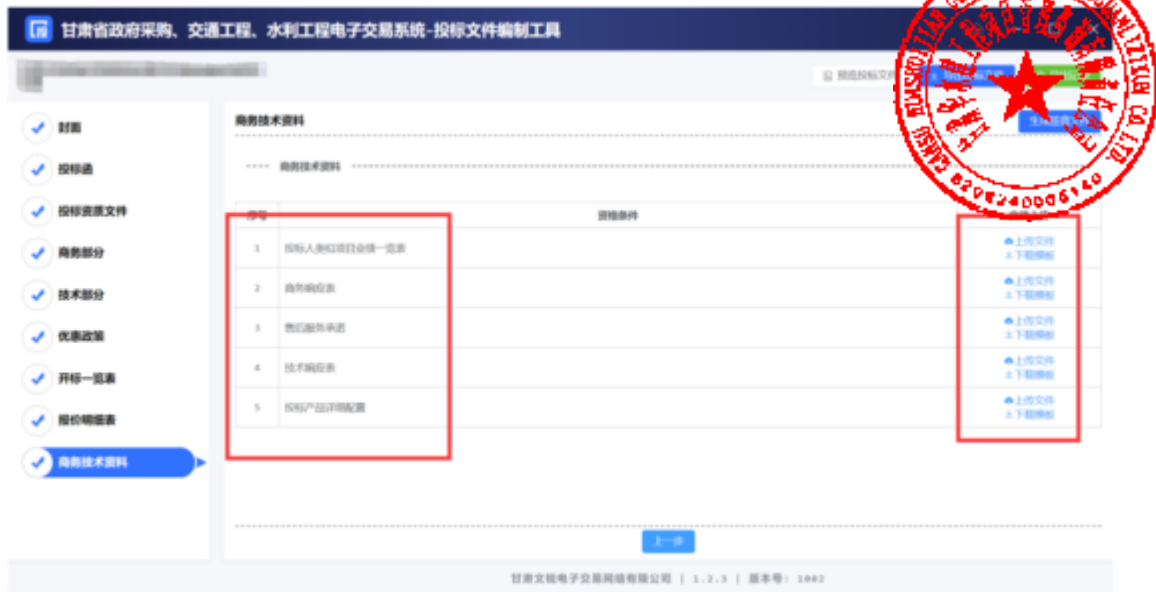 甘肃省政府采购、交通工程、水利工程电子交易系统-投标文件编制工具
预览投标文件
封面
商务技术资料
投标函
商务技术资料
投标资质文件
序号 资格条件
商务部分
1 投标人类似项目业绩一览表 上传文件
下载模板
技术部分
2 商务响应表 上传文件
下载模板
优惠政策
3 售后服务承诺 上传文件
下载模板
开标一览表
4 技术响应表 上传文件
下载模板
报价明细表
5 投标产品详细配置 上传文件
下载模板
商务技术资料
上一步
甘肃文锐电子交易网络有限公司 | 1.2.3 | 版本号: 1002